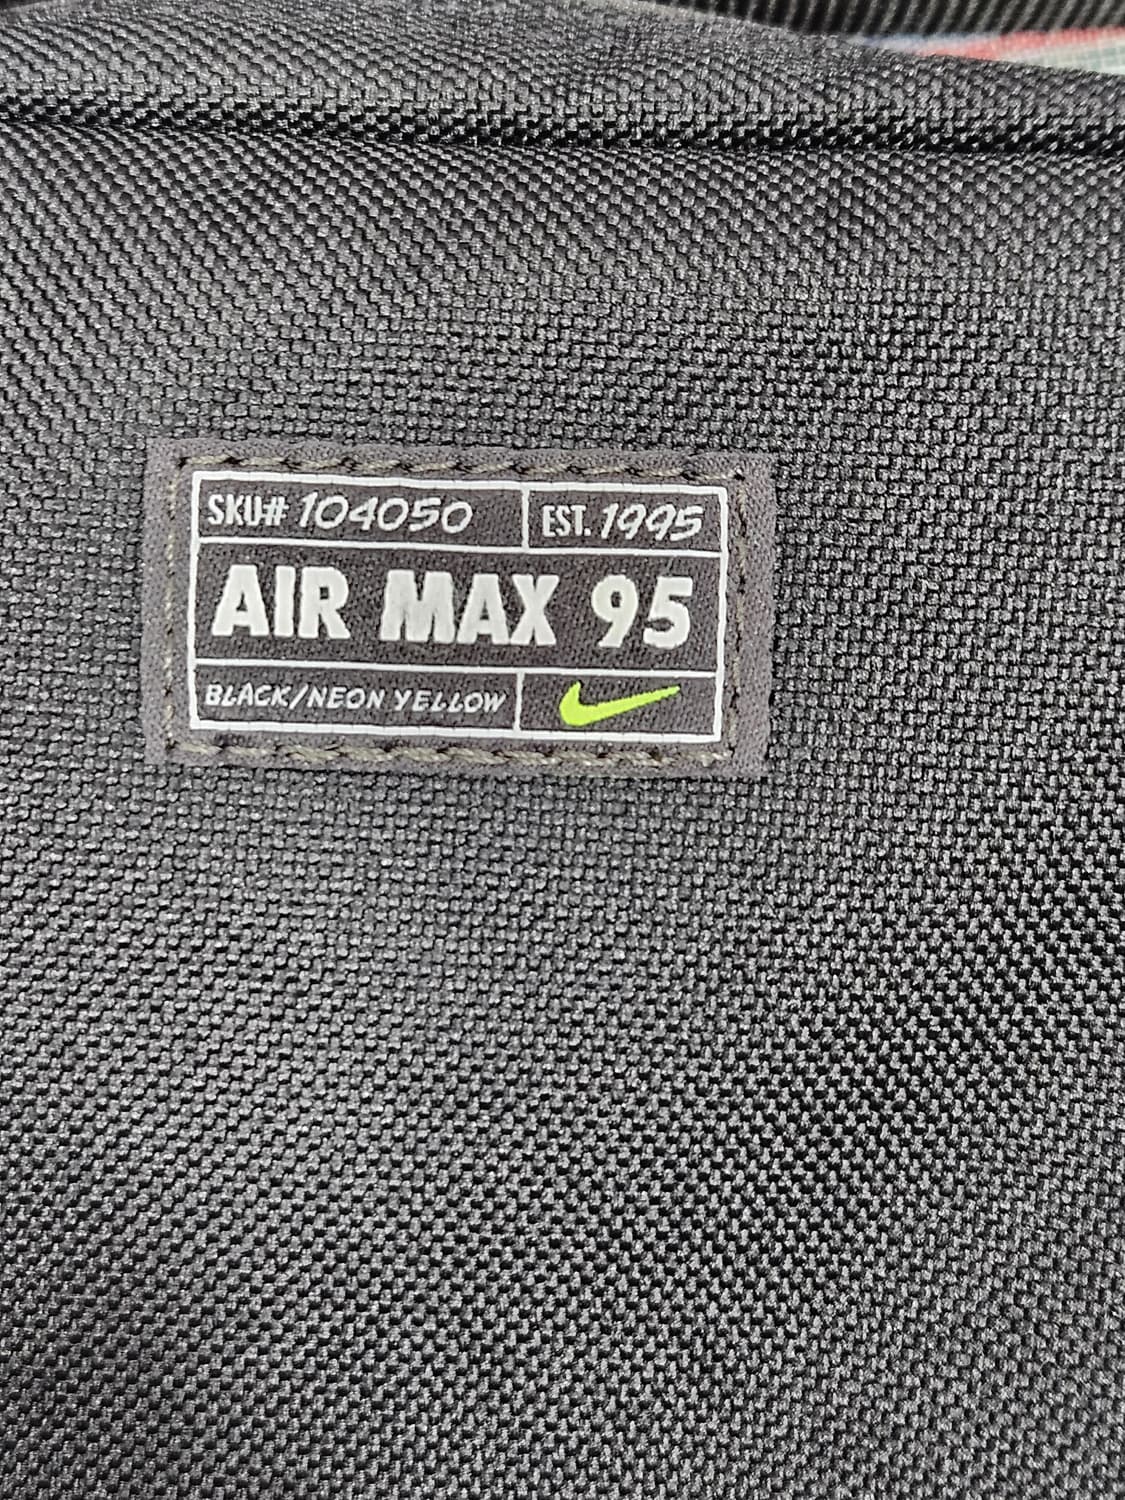 SKU# 104050 EST. 1995
AIR MAX 95
BLACK/NEON YELLOW